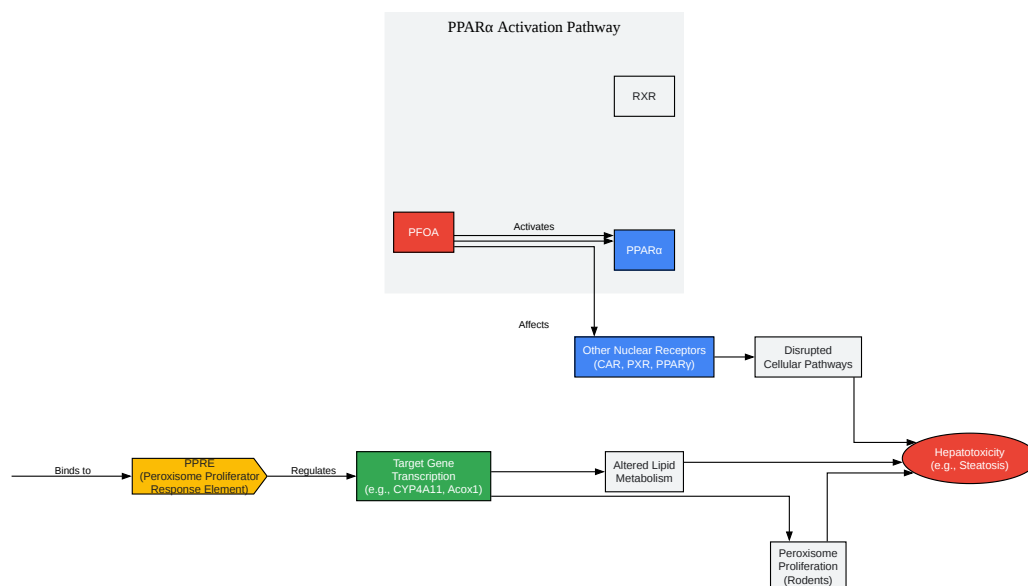 PPARα Activation Pathway
RXR
PFOA
Activates
PPARα
Affects
Other Nuclear Receptors
(CAR, PXR, PPARγ)
Disrupted
Cellular Pathways
Binds to
PPRE
(Peroxisome Proliferator
Response Element)
Regulates
Target Gene
Transcription
(e.g., CYP4A11, Acox1)
Altered Lipid
Metabolism
Hepatotoxicity
(e.g., Steatosis)
Peroxisome
Proliferation
(Rodents)